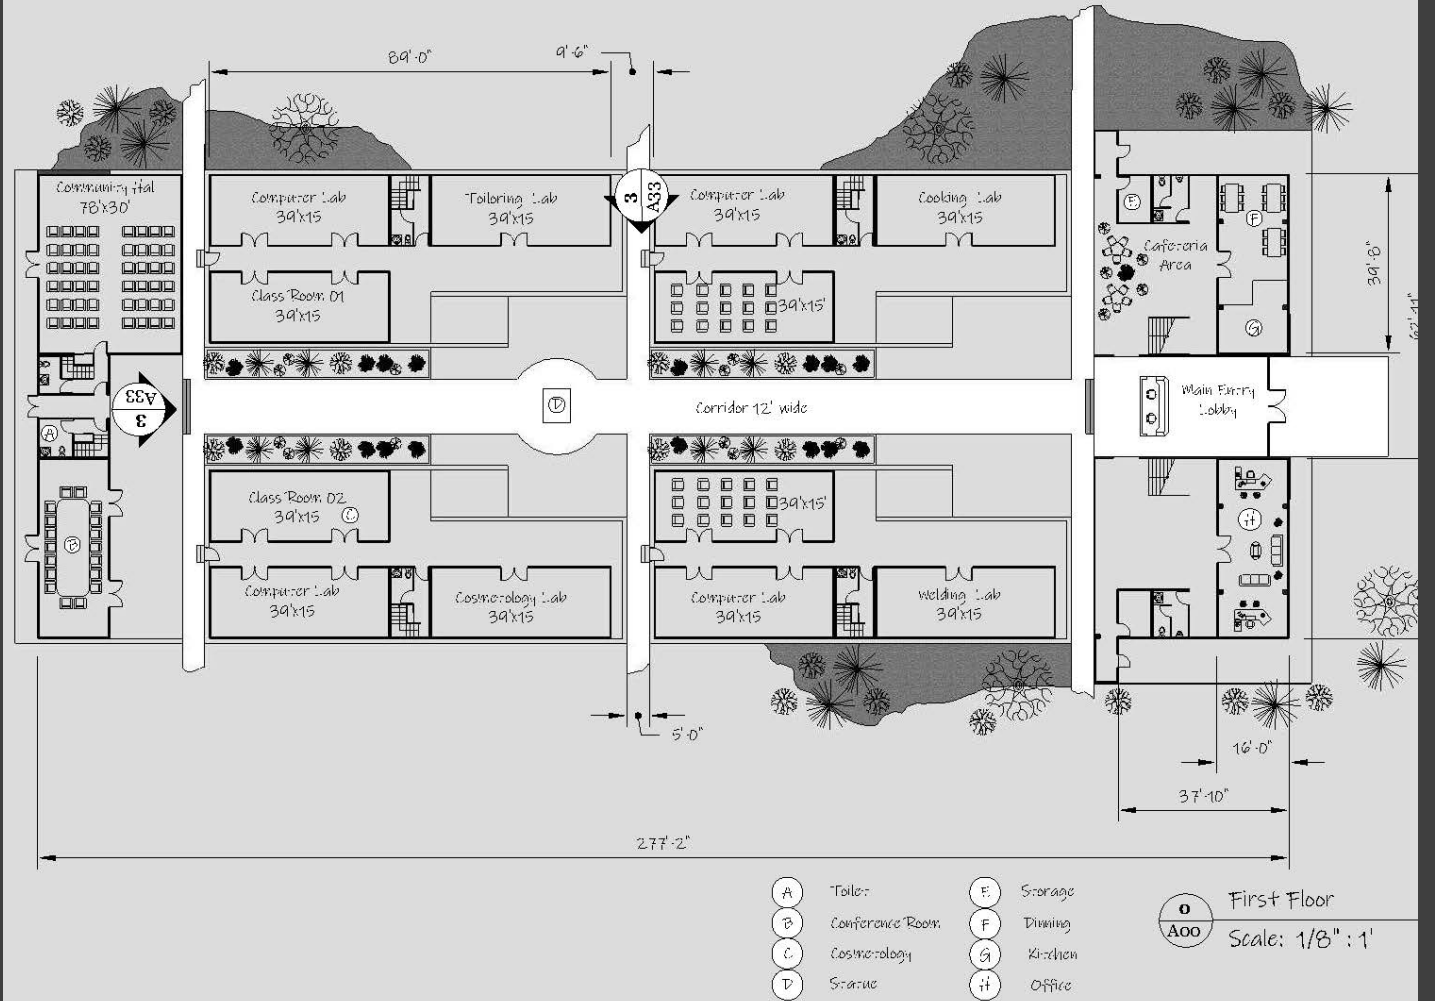 89'-0"
9'-6"
Community Hal
78'x30'
Computer Lab
39'x15
Toiloring Lab
39'x15
3
A33
Computer Lab
39'x15
Cooking Lab
39'x15
E
F
Cafeteria
Area
39'-8"
Class Room 01
39'x15
39'x15'
G
A33
3
D
Corridor 12' wide
Main Entry
Lobby
A
Class Room 02
39'x15
C
39'x15'
B
H
Computer Lab
39'x15
Cosmetology Lab
39'x15
Computer Lab
39'x15
Welding Lab
39'x15
5'-0"
16'-0"
37'-10"
277'-2"
A Toilet
B Conference Room
C Cosmetology
D Statue
E Storage
F Dinning
G Kitchen
H Office
0
A00
First Floor
Scale: 1/8" : 1'